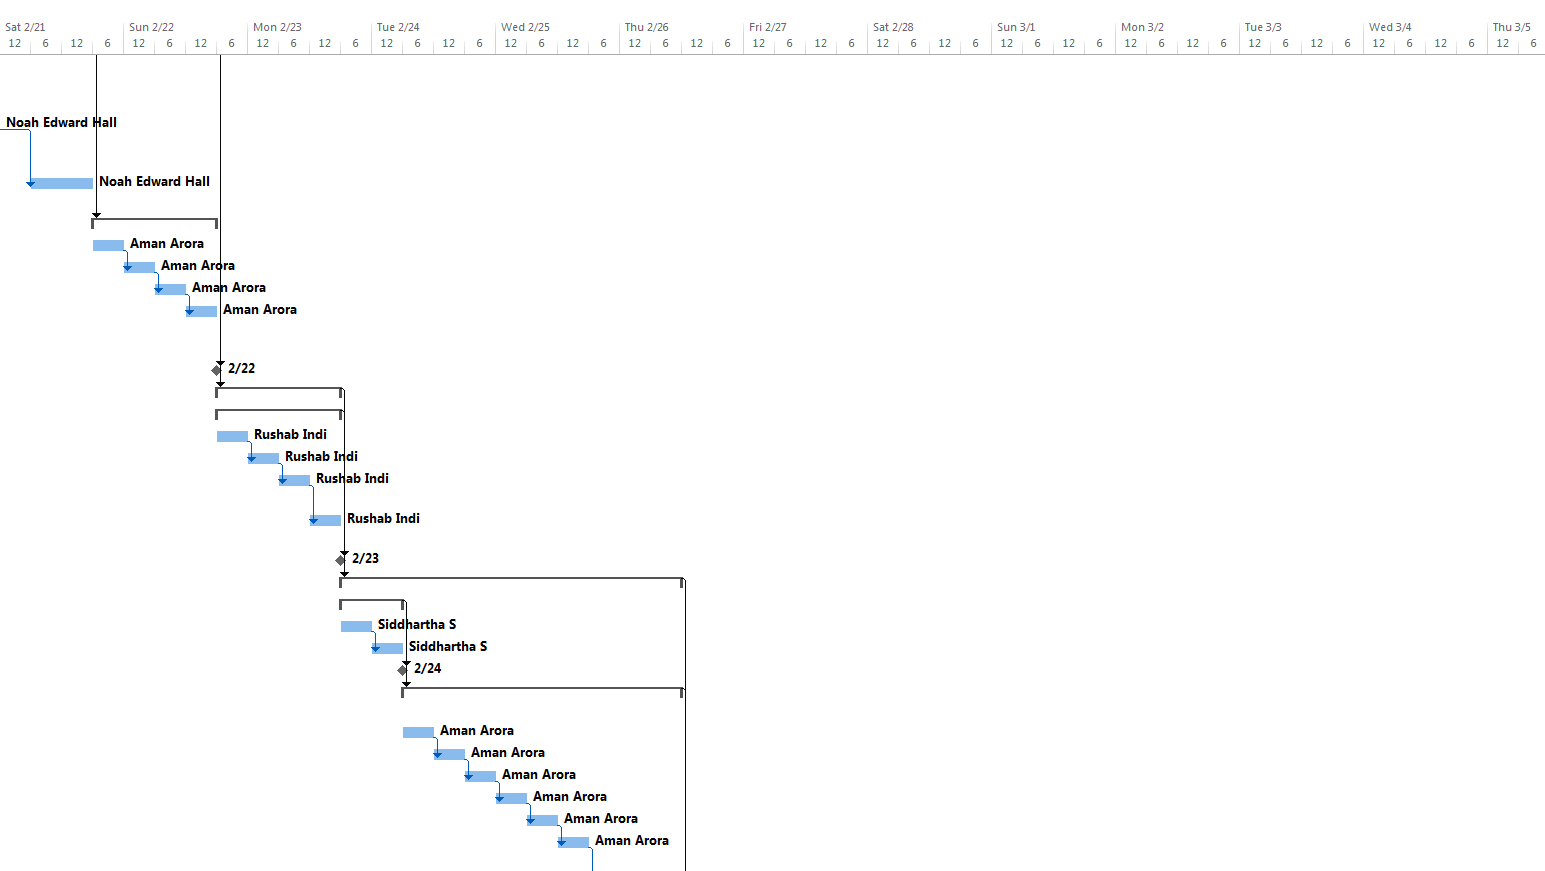 Sat 2/21 Sun 2/22 Mon 2/23 Tue 2/24 Wed 2/25 Thu 2/26 Fri 2/27 Sat 2/28 Sun 3/1 Mon 3/2 Tue 3/3 Wed 3/4 Thu 3/5
12 6 12 6 12 6 12 6 12 6 12 6 12 6 12 6 12 6 12 6 12 6 12 6 12 6 12 6 12 6 12 6 12 6 12 6 12 6 12 6 12 6 12 6 12 6 12 6 12 6
Noah Edward Hall
Noah Edward Hall
Aman Arora
Aman Arora
Aman Arora
Aman Arora
2/22
Rushab Indi
Rushab Indi
Rushab Indi
Rushab Indi
2/23
Siddhartha S
Siddhartha S
2/24
Aman Arora
Aman Arora
Aman Arora
Aman Arora
Aman Arora
Aman Arora